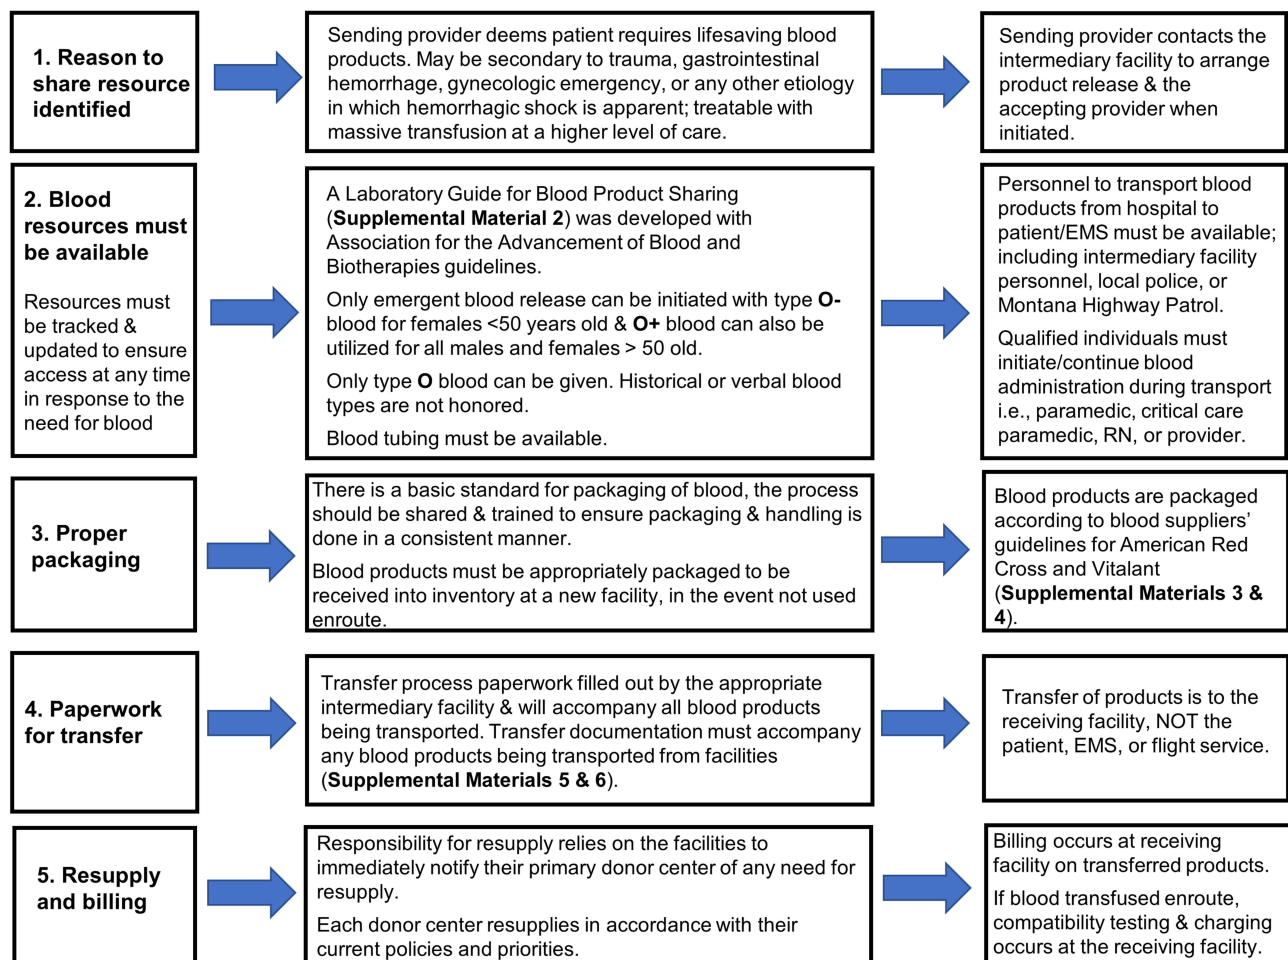 1. Reason to
share resource
identified
Sending provider deems patient requires lifesaving blood
products. May be secondary to trauma, gastrointestinal
hemorrhage, gynecologic emergency, or any other etiology
in which hemorrhagic shock is apparent; treatable with
massive transfusion at a higher level of care.
Sending provider contacts the
intermediary facility to arrange
product release & the
accepting provider when
initiated.
2. Blood
resources must
be available
Resources must
be tracked &
updated to ensure
access at any time
in response to the
need for blood
A Laboratory Guide for Blood Product Sharing
(Supplemental Material 2) was developed with
Association for the Advancement of Blood and
Biotherapies guidelines.
Only emergent blood release can be initiated with type O-
blood for females <50 years old & O+ blood can also be
utilized for all males and females > 50 old.
Only type O blood can be given. Historical or verbal blood
types are not honored.
Blood tubing must be available.
Personnel to transport blood
products from hospital to
patient/EMS must be available;
including intermediary facility
personnel, local police, or
Montana Highway Patrol.
Qualified individuals must
initiate/continue blood
administration during transport
i.e., paramedic, critical care
paramedic, RN, or provider.
3. Proper
packaging
There is a basic standard for packaging of blood, the process
should be shared & trained to ensure packaging & handling is
done in a consistent manner.
Blood products must be appropriately packaged to be
received into inventory at a new facility, in the event not used
enroute.
Blood products are packaged
according to blood suppliers'
guidelines for American Red
Cross and Vitalant
(Supplemental Materials 3 &
4).
4. Paperwork
for transfer
Transfer process paperwork filled out by the appropriate
intermediary facility & will accompany all blood products
being transported. Transfer documentation must accompany
any blood products being transported from facilities
(Supplemental Materials 5 & 6).
Transfer of products is to the
receiving facility, NOT the
patient, EMS, or flight service.
5. Resupply
and billing
Responsibility for resupply relies on the facilities to
immediately notify their primary donor center of any need for
resupply.
Each donor center resupplies in accordance with their
current policies and priorities.
Billing occurs at receiving
facility on transferred products.
If blood transfused enroute,
compatibility testing & charging
occurs at the receiving facility.